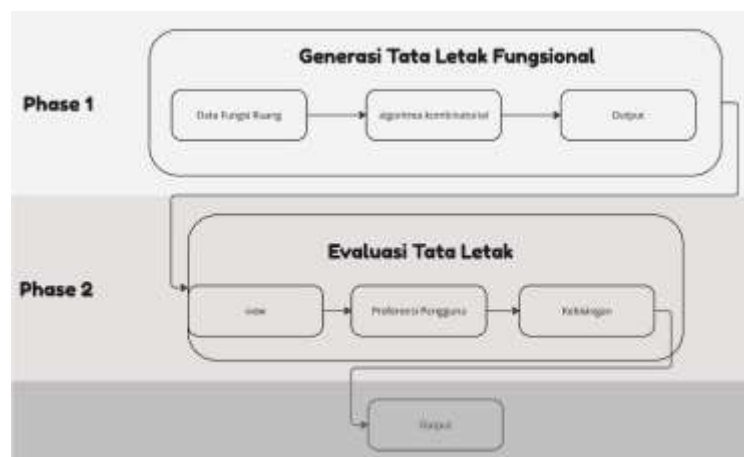 Generasi Tata Letak Fungsional
Phase 1
Data Fungsi Ruang
algoritma kombinatorial
Output
Evaluasi Tata Letak
Phase 2
view
Preferensi Pengguna
Kebisingan
Output